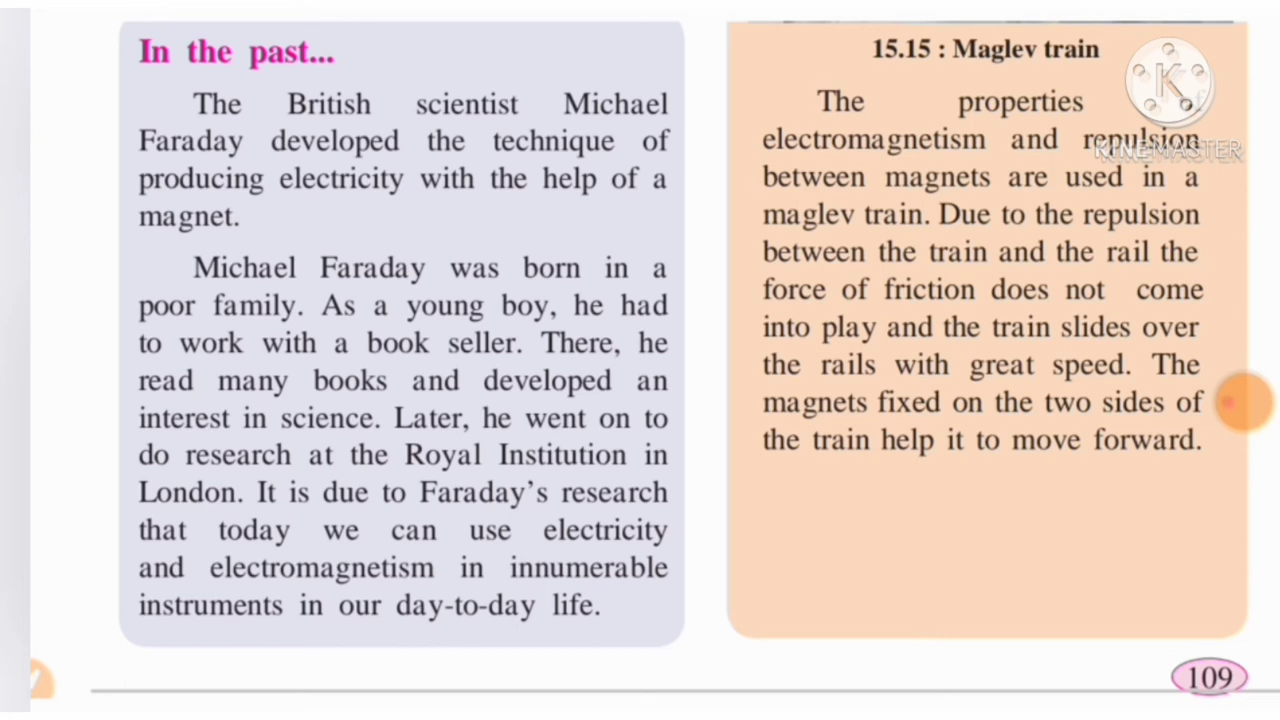 In the past...
The British scientist Michael
Faraday developed the technique of
producing electricity with the help of a
magnet.
Michael Faraday was born in a
poor family. As a young boy, he had
to work with a book seller. There, he
read many books and developed an
interest in science. Later, he went on to
do research at the Royal Institution in
London. It is due to Faraday's research
that today we can use electricity
and electromagnetism in innumerable
instruments in our day-to-day life.
15.15 : Maglev train
The properties of
electromagnetism and repulsion
between magnets are used in a
maglev train. Due to the repulsion
between the train and the rail the
force of friction does not come
into play and the train slides over
the rails with great speed. The
magnets fixed on the two sides of
the train help it to move forward.
K
KINEMASTER
109